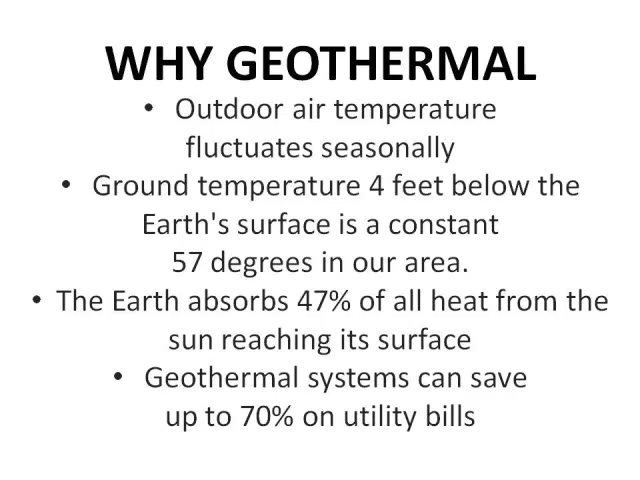 WHY GEOTHERMAL
• Outdoor air temperature
fluctuates seasonally
• Ground temperature 4 feet below the
Earth's surface is a constant
57 degrees in our area.
• The Earth absorbs 47% of all heat from the
sun reaching its surface
• Geothermal systems can save
up to 70% on utility bills